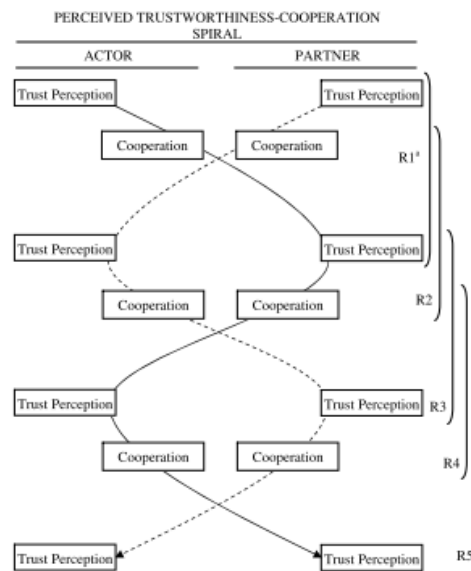 PERCEIVED TRUSTWORTHINESS-COOPERATION
SPIRAL
ACTOR PARTNER
Trust Perception Trust Perception
Cooperation Cooperation
R1ª
Trust Perception Trust Perception
Cooperation Cooperation R2
Trust Perception Trust Perception R3
Cooperation Cooperation R4
Trust Perception Trust Perception R5